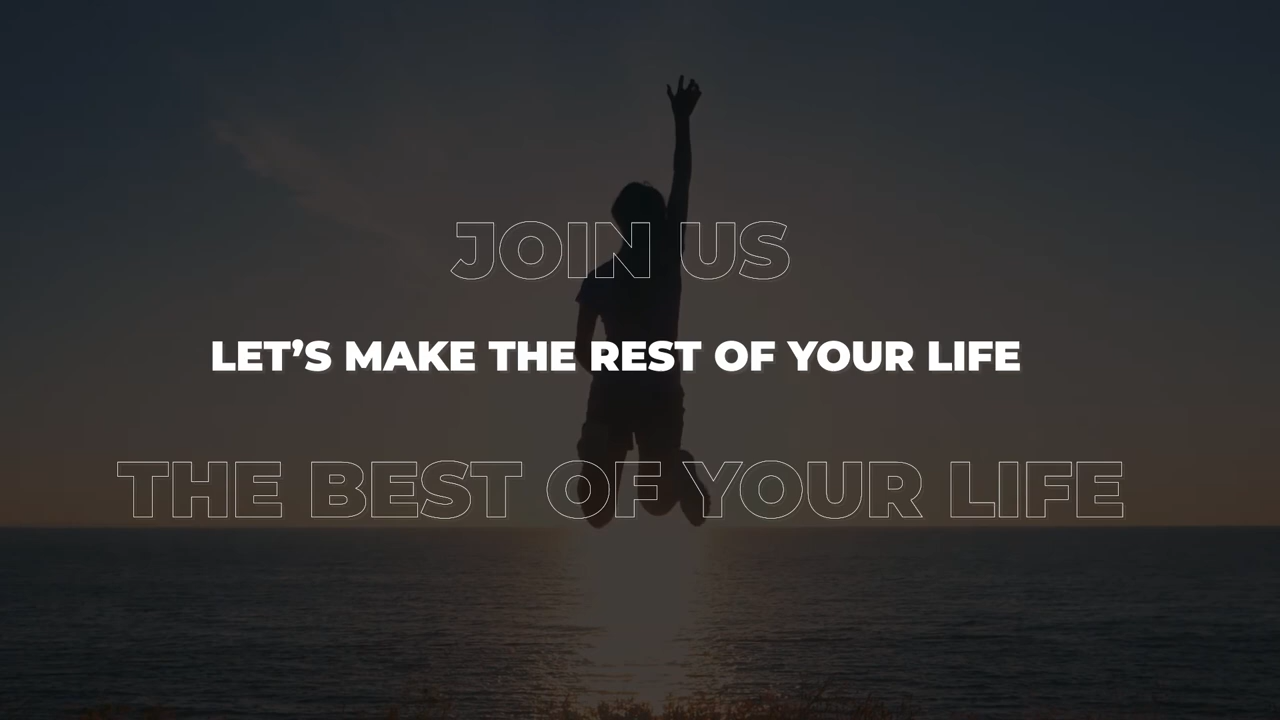 JOIN US
LET’S MAKE THE REST OF YOUR LIFE
THE BEST OF YOUR LIFE